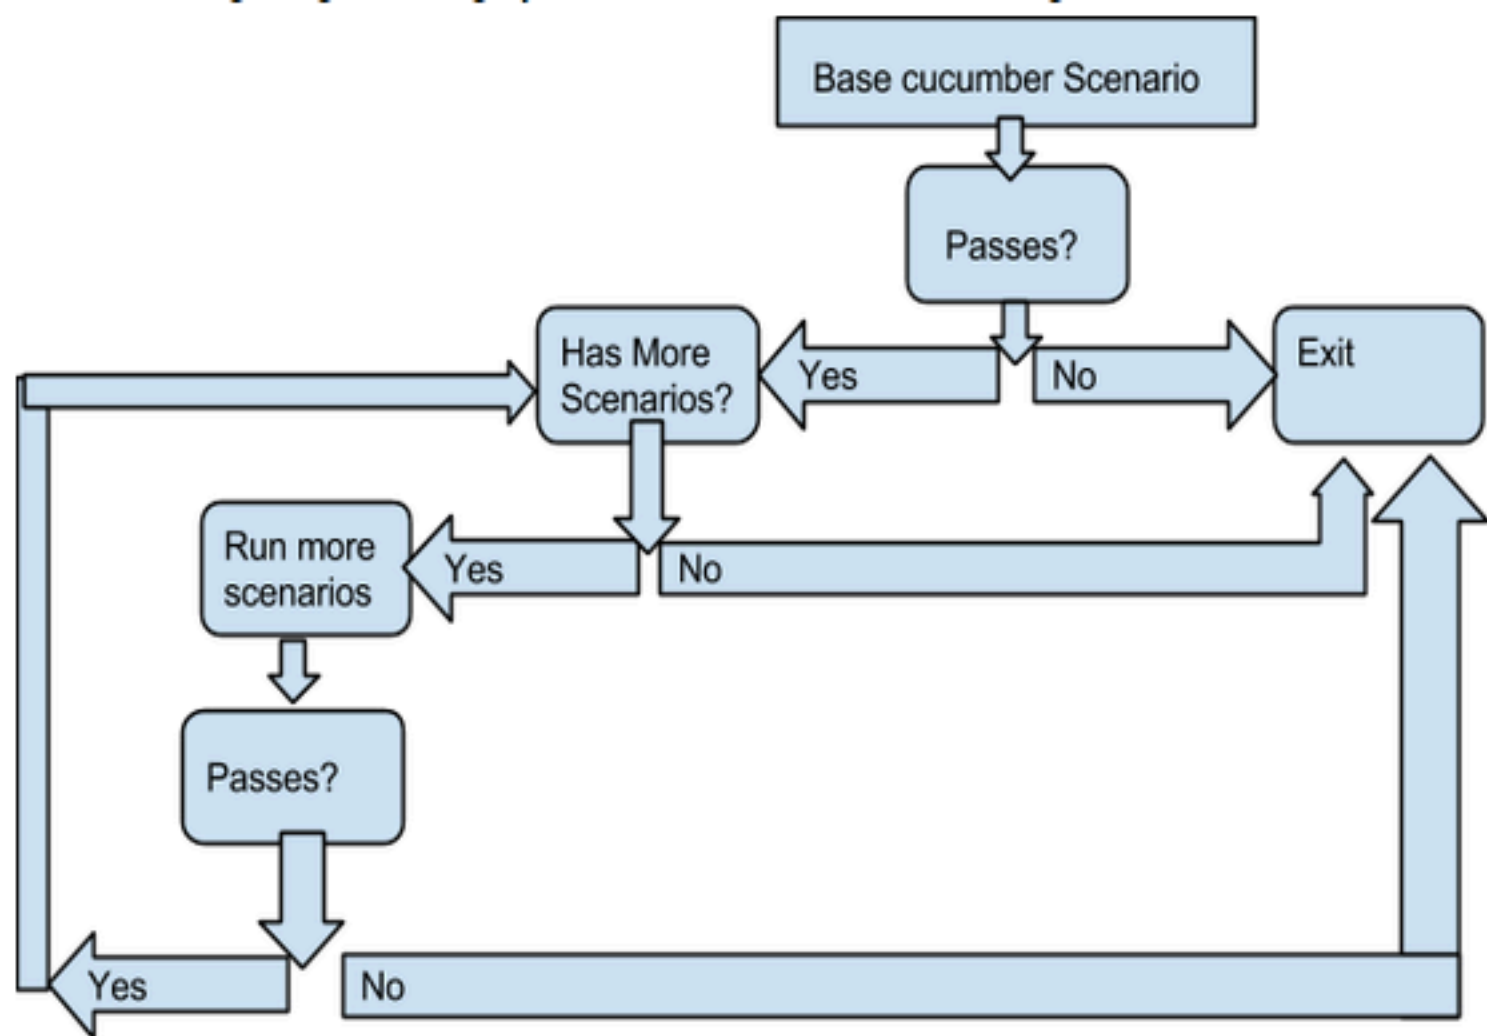 Base cucumber Scenario
Passes?
Has More
Scenarios?
Yes
No
Exit
Run more
scenarios
Yes
No
Passes?
Yes
No